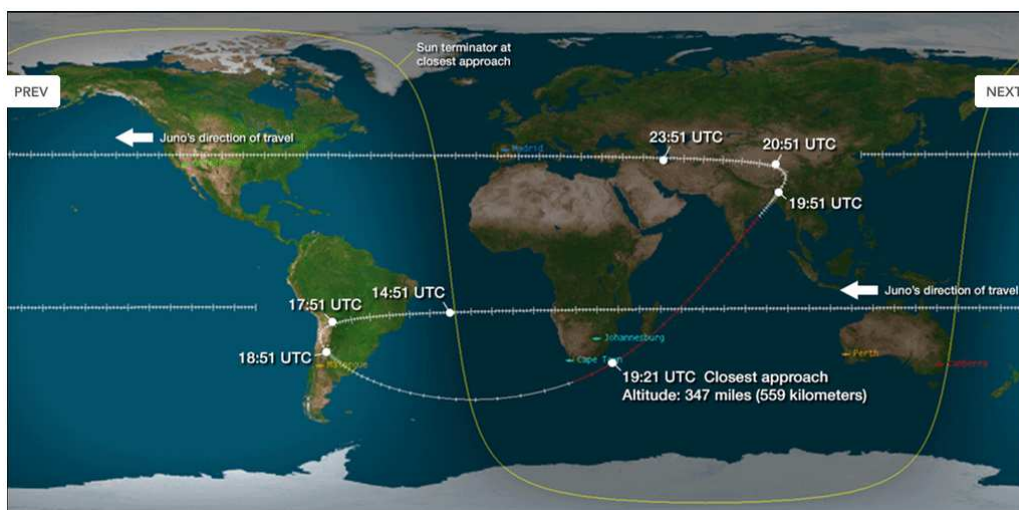 Sun terminator at
closest approach
PREV
NEXT
Juno's direction of travel
Madrid
23:51 UTC
20:51 UTC
19:51 UTC
14:51 UTC
17:51 UTC
Juno's direction of travel
18:51 UTC
Johannesburg
Cape Town
Perth
Canberra
19:21 UTC Closest approach
Altitude: 347 miles (559 kilometers)